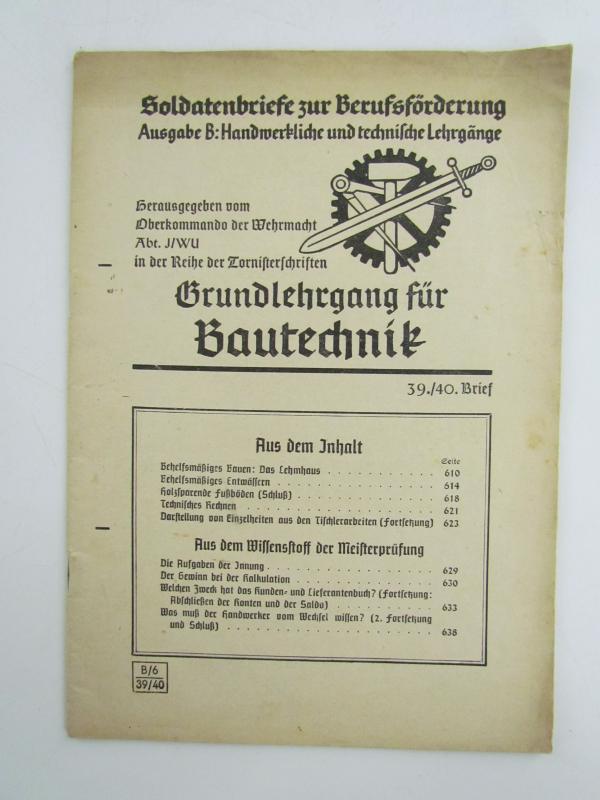 Soldatenbriefe zur Berufsförderung
Ausgabe B: Handwerkliche und technische Lehrgänge
Herausgegeben vom
Oberkommando der Wehrmacht
Abt. J/WU
in der Reihe der Tornisterschriften
Grundlehrgang für
Bautechnik
39./40. Brief
Aus dem Inhalt
Seite
Behelfsmäßiges Bauen: Das Lehmhaus . . . . . . . . . . 610
Behelfsmäßiges Entwässern . . . . . . . . . . . . . . 614
Holzsparende Fußböden (Schluß) . . . . . . . . . . . . 618
Technisches Rechnen . . . . . . . . . . . . . . . . . 621
Darstellung von Einzelheiten aus den Tischlerarbeiten (Fortsetzung) 623
Aus dem Wissensstoff der Meisterprüfung
Die Aufgaben der Innung . . . . . . . . . . . . . . . 629
Der Gewinn bei der Kalkulation . . . . . . . . . . . . 630
Welchen Zweck hat das Kunden- und Lieferantenbuch? (Fortsetzung:
Abschließen der Konten und der Saldo) . . . . . . . . . 633
Was muß der Handwerker vom Wechsel wissen? (2. Fortsetzung
und Schluß) . . . . . . . . . . . . . . . . . . . . 638
B/6
39/40